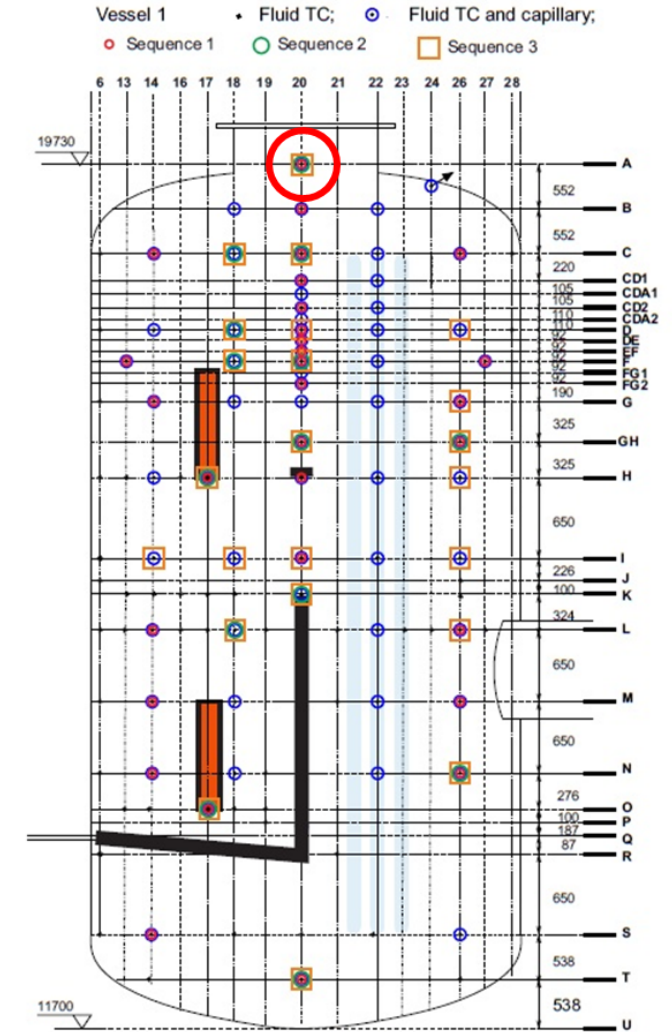 Vessel 1 Fluid TC; Fluid TC and capillary;
Sequence 1 Sequence 2 Sequence 3
6 13 14 16 17 18 19 20 21 22 23 24 26 27 28
19730
A
552
B
552
C
220
CD1
105
CDA1
105
CD2
110
CDA2
110
D
92
DE
92
EF
92
F
92
FG1
92
FG2
190
G
325
GH
325
H
650
I
226
J
100
K
324
L
650
M
650
N
276
O
100
P
187
Q
87
R
650
S
538
T
11700
538
U